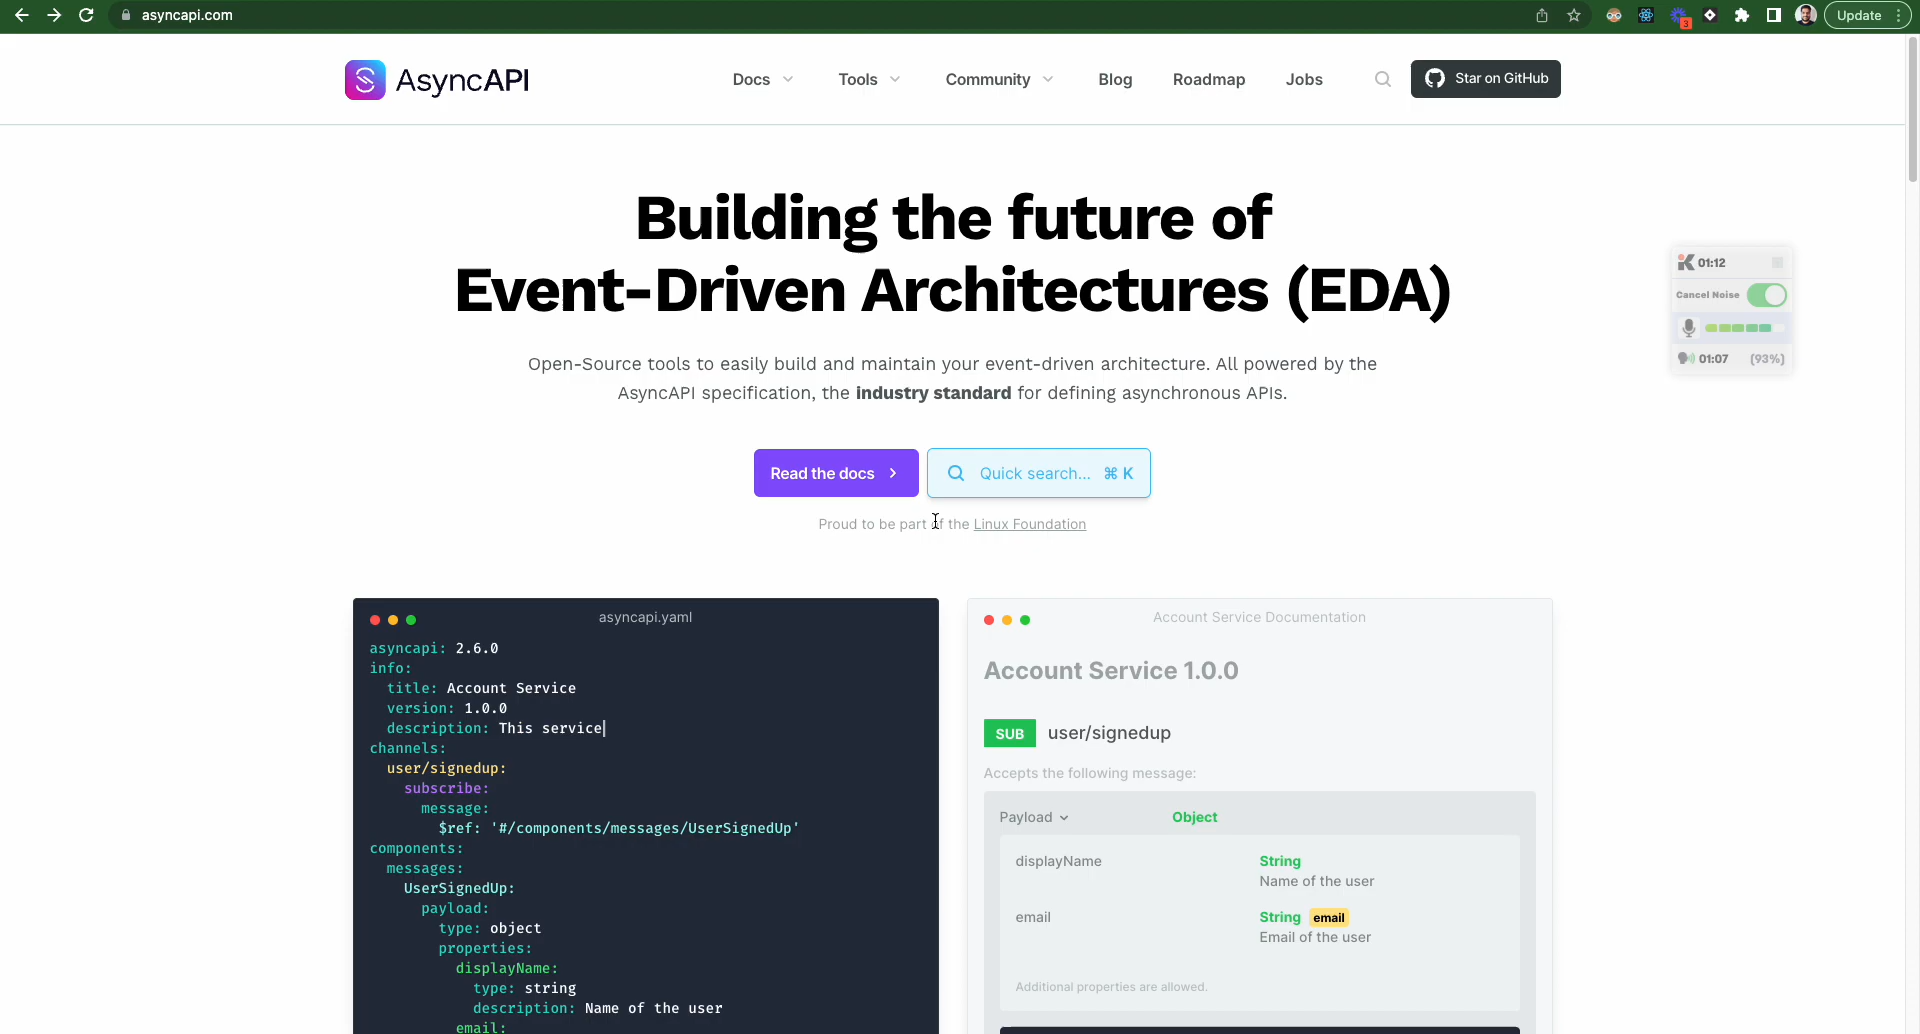 asyncapi.com
3
Update
AsyncAPI
Docs
Tools
Community
Blog
Roadmap
Jobs
Star on GitHub
Building the future of
Event-Driven Architectures (EDA)
Open-Source tools to easily build and maintain your event-driven architecture. All powered by the
AsyncAPI specification, the industry standard for defining asynchronous APIs.
Read the docs
Quick search... ⌘ K
Proud to be part of the Linux Foundation
01:12
Cancel Noise
01:07 (93%)
asyncapi.yaml
asyncapi: 2.6.0
info:
title: Account Service
version: 1.0.0
description: This service
channels:
user/signedup:
subscribe:
message:
$ref: '#/components/messages/UserSignedUp'
components:
messages:
UserSignedUp:
payload:
type: object
properties:
displayName:
type: string
description: Name of the user
email:
Account Service Documentation
Account Service 1.0.0
SUB user/signedup
Accepts the following message:
Payload Object
displayName String
Name of the user
email String email
Email of the user
Additional properties are allowed.